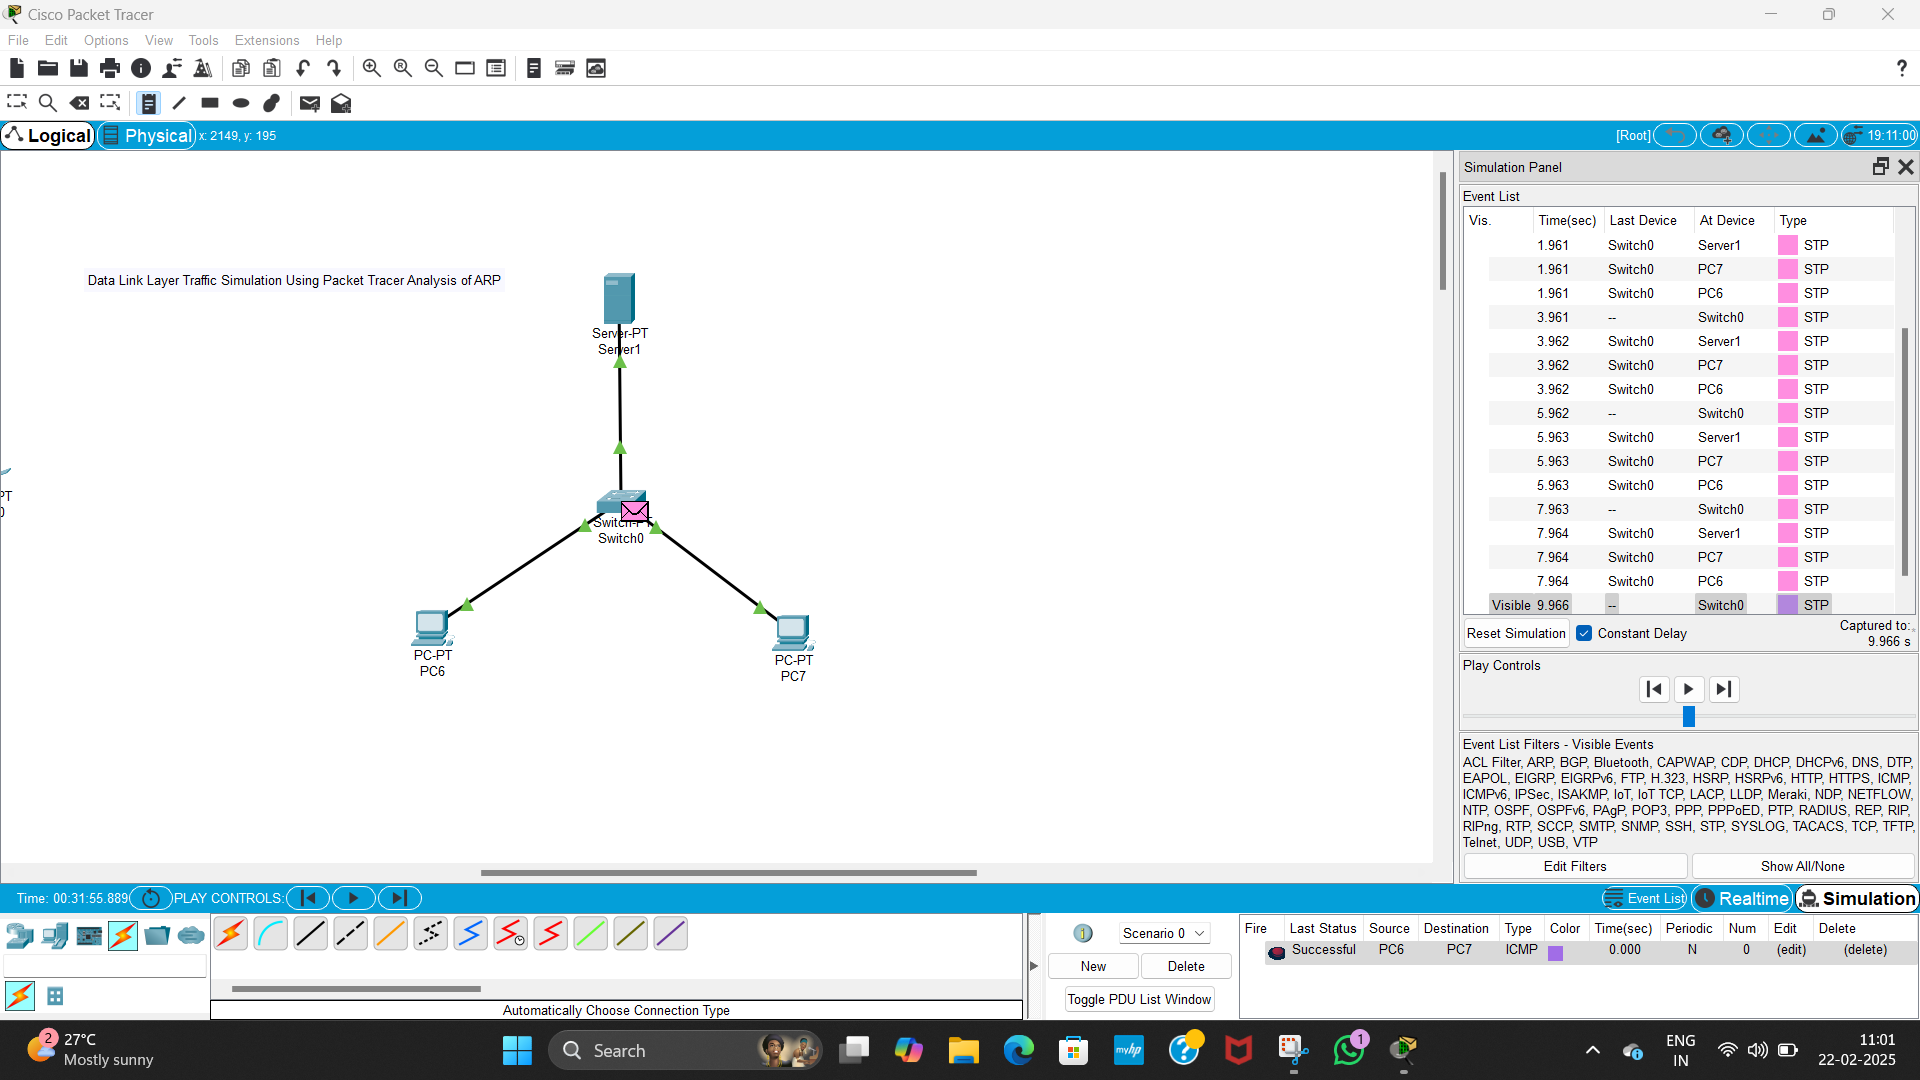 Cisco Packet Tracer
File Edit Options View Tools Extensions Help
?
Logical Physical x: 2149, y: 195 [Root] 19:11:00
Data Link Layer Traffic Simulation Using Packet Tracer Analysis of ARP
Server-PT
Server1
Switch-PT
Switch0
PC-PT
PC6
PC-PT
PC7
PT
0
Simulation Panel
Event List
Vis. Time(sec) Last Device At Device Type
1.961 Switch0 Server1 STP
1.961 Switch0 PC7 STP
1.961 Switch0 PC6 STP
3.961 -- Switch0 STP
3.962 Switch0 Server1 STP
3.962 Switch0 PC7 STP
3.962 Switch0 PC6 STP
5.962 -- Switch0 STP
5.963 Switch0 Server1 STP
5.963 Switch0 PC7 STP
5.963 Switch0 PC6 STP
7.963 -- Switch0 STP
7.964 Switch0 Server1 STP
7.964 Switch0 PC7 STP
7.964 Switch0 PC6 STP
Visible 9.966 -- Switch0 STP
Reset Simulation Constant Delay Captured to:
9.966 s
Play Controls
Event List Filters - Visible Events
ACL Filter, ARP, BGP, Bluetooth, CAPWAP, CDP, DHCP, DHCPv6, DNS, DTP,
EAPOL, EIGRP, EIGRPv6, FTP, H.323, HSRP, HSRPv6, HTTP, HTTPS, ICMP,
ICMPv6, IPSec, ISAKMP, IoT, IoT TCP, LACP, LLDP, Meraki, NDP, NETFLOW,
NTP, OSPF, OSPFv6, PAgP, POP3, PPP, PPPoED, PTP, RADIUS, REP, RIP,
RIPng, RTP, SCCP, SMTP, SNMP, SSH, STP, SYSLOG, TACACS, TCP, TFTP,
Telnet, UDP, USB, VTP
Edit Filters Show All/None
Time: 00:31:55.889 PLAY CONTROLS: Event List Realtime Simulation
Automatically Choose Connection Type
1 Scenario 0
New Delete
Toggle PDU List Window
Fire Last Status Source Destination Type Color Time(sec) Periodic Num Edit Delete
Successful PC6 PC7 ICMP 0.000 N 0 (edit) (delete)
2 27°C
Mostly sunny
Search
myhp
1
ENG
IN
11:01
22-02-2025